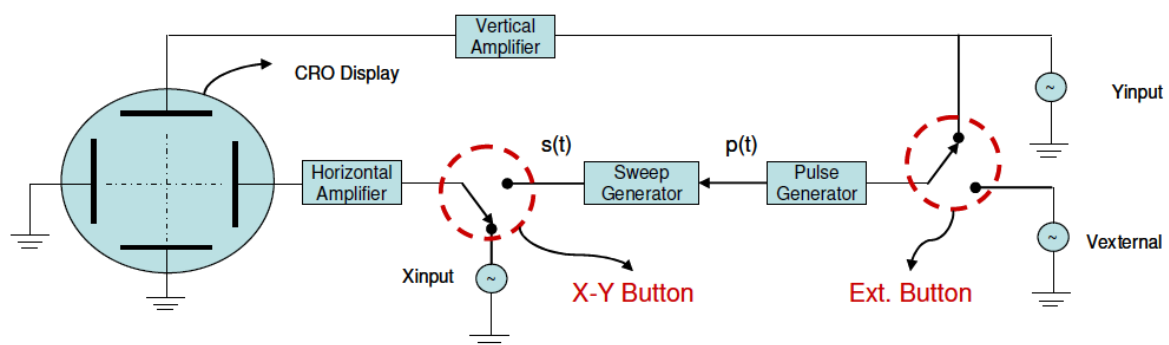 Vertical
Amplifier
CRO Display
~
Yinput
s(t)
p(t)
Horizontal
Amplifier
Sweep
Generator
Pulse
Generator
~
Vexternal
Xinput
~
X-Y Button
Ext. Button